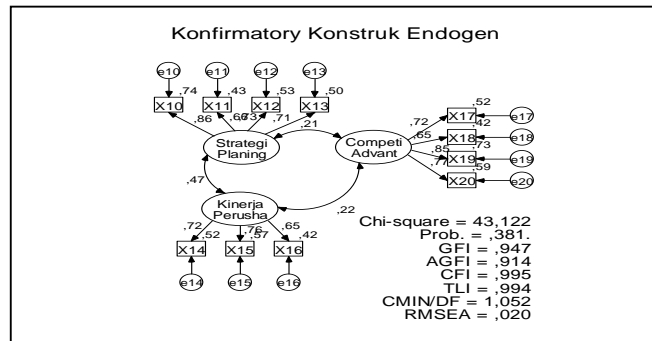 Konfirmatory Konstruk Endogen
e10 e11 e12 e13
,74 ,43 ,53 ,50
X10 X11 X12 X13
,86 ,66 ,73 ,71
,21
Strategi
Planing
Competi
Advant
,72 ,65 ,85 ,77
,52
X17 e17
,42
X18 e18
,73
X19 e19
,59
X20 e20
,47
,22
Kinerja
Perusha
,72 ,76 ,65
,52 ,57 ,42
X14 X15 X16
e14 e15 e16
Chi-square = 43,122
Prob. = ,381.
GFI = ,947
AGFI = ,914
CFI = ,995
TLI = ,994
CMIN/DF = 1,052
RMSEA = ,020